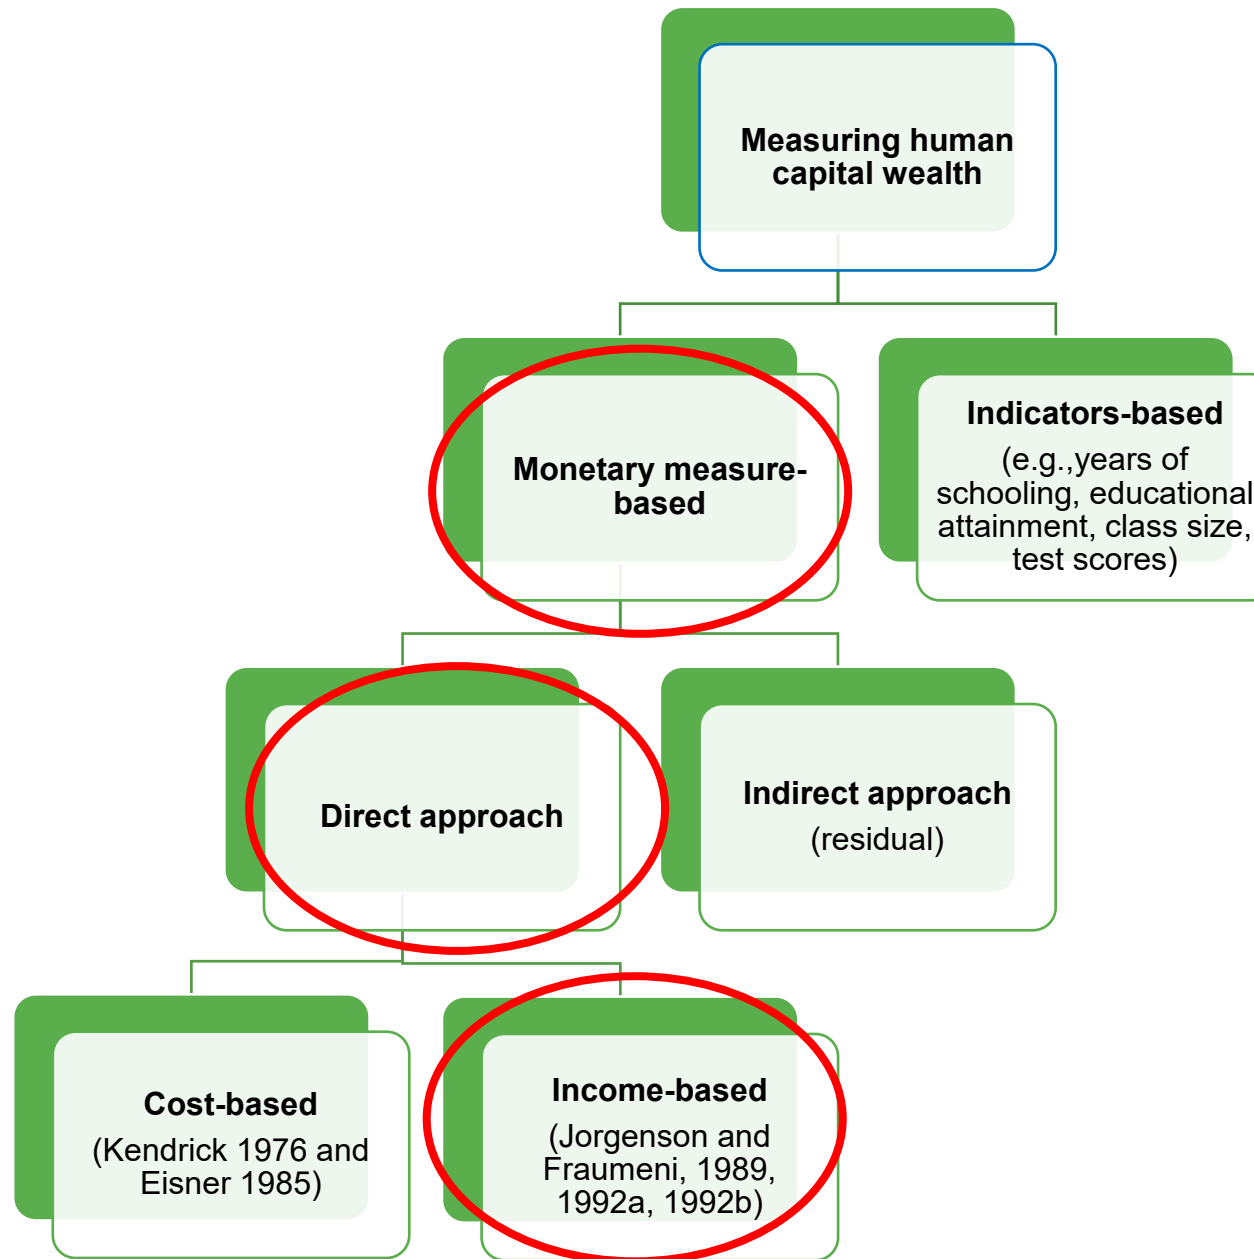 Measuring human
capital wealth
Monetary measure-
based
Indicators-based
(e.g.,years of
schooling, educational
attainment, class size,
test scores)
Direct approach
Indirect approach
(residual)
Cost-based
(Kendrick 1976 and
Eisner 1985)
Income-based
(Jorgenson and
Fraumeni, 1989,
1992a, 1992b)